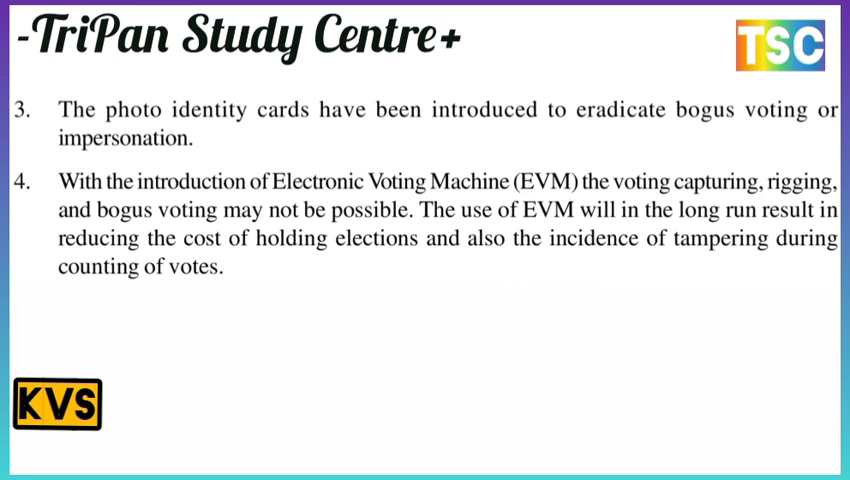 -TriPan Study Centre+
TSC
3. The photo identity cards have been introduced to eradicate bogus voting or
impersonation.
4. With the introduction of Electronic Voting Machine (EVM) the voting capturing, rigging,
and bogus voting may not be possible. The use of EVM will in the long run result in
reducing the cost of holding elections and also the incidence of tampering during
counting of votes.
KVS